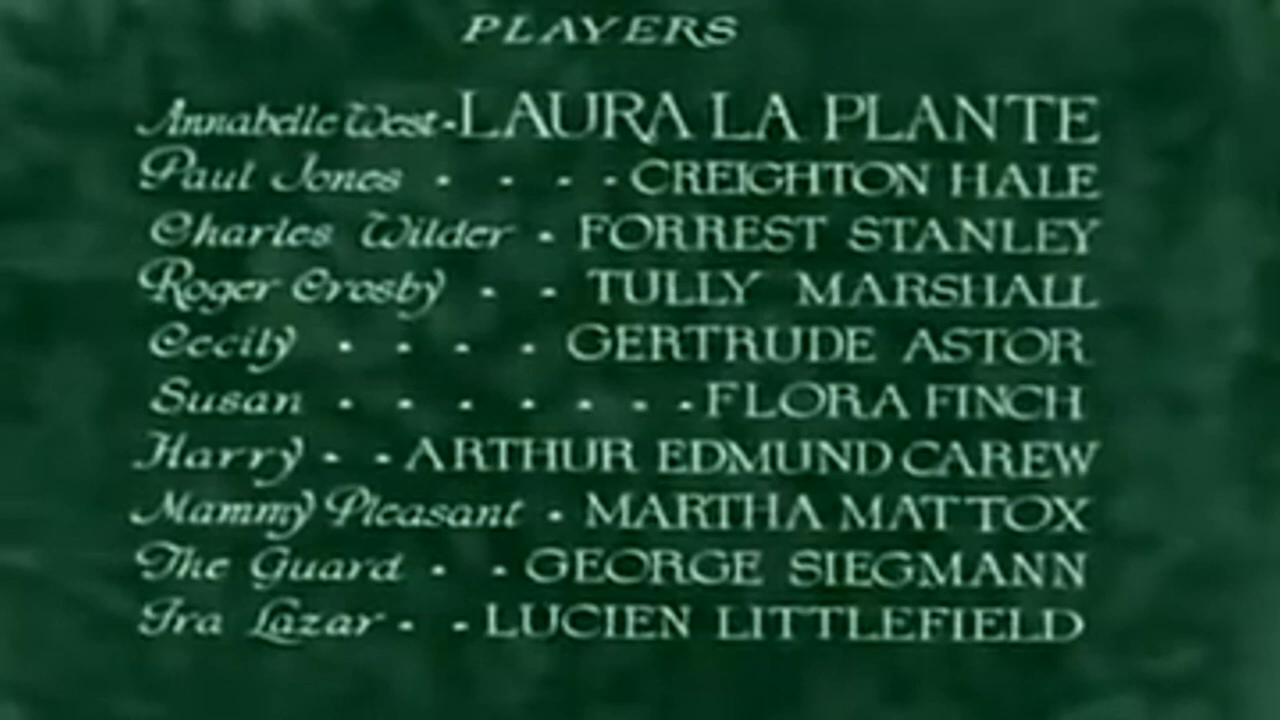 PLAYERS
Annabelle West - LAURA LA PLANTE
Paul Jones - - - - CREIGHTON HALE
Charles Wilder - FORREST STANLEY
Roger Crosby - - TULLY MARSHALL
Cecily - - - - GERTRUDE ASTOR
Susan - - - - - - - FLORA FINCH
Harry - - ARTHUR EDMUND CAREW
Mammy Pleasant - MARTHA MATTOX
The Guard - - GEORGE SIEGMANN
Ira Lazar - - LUCIEN LITTLEFIELD